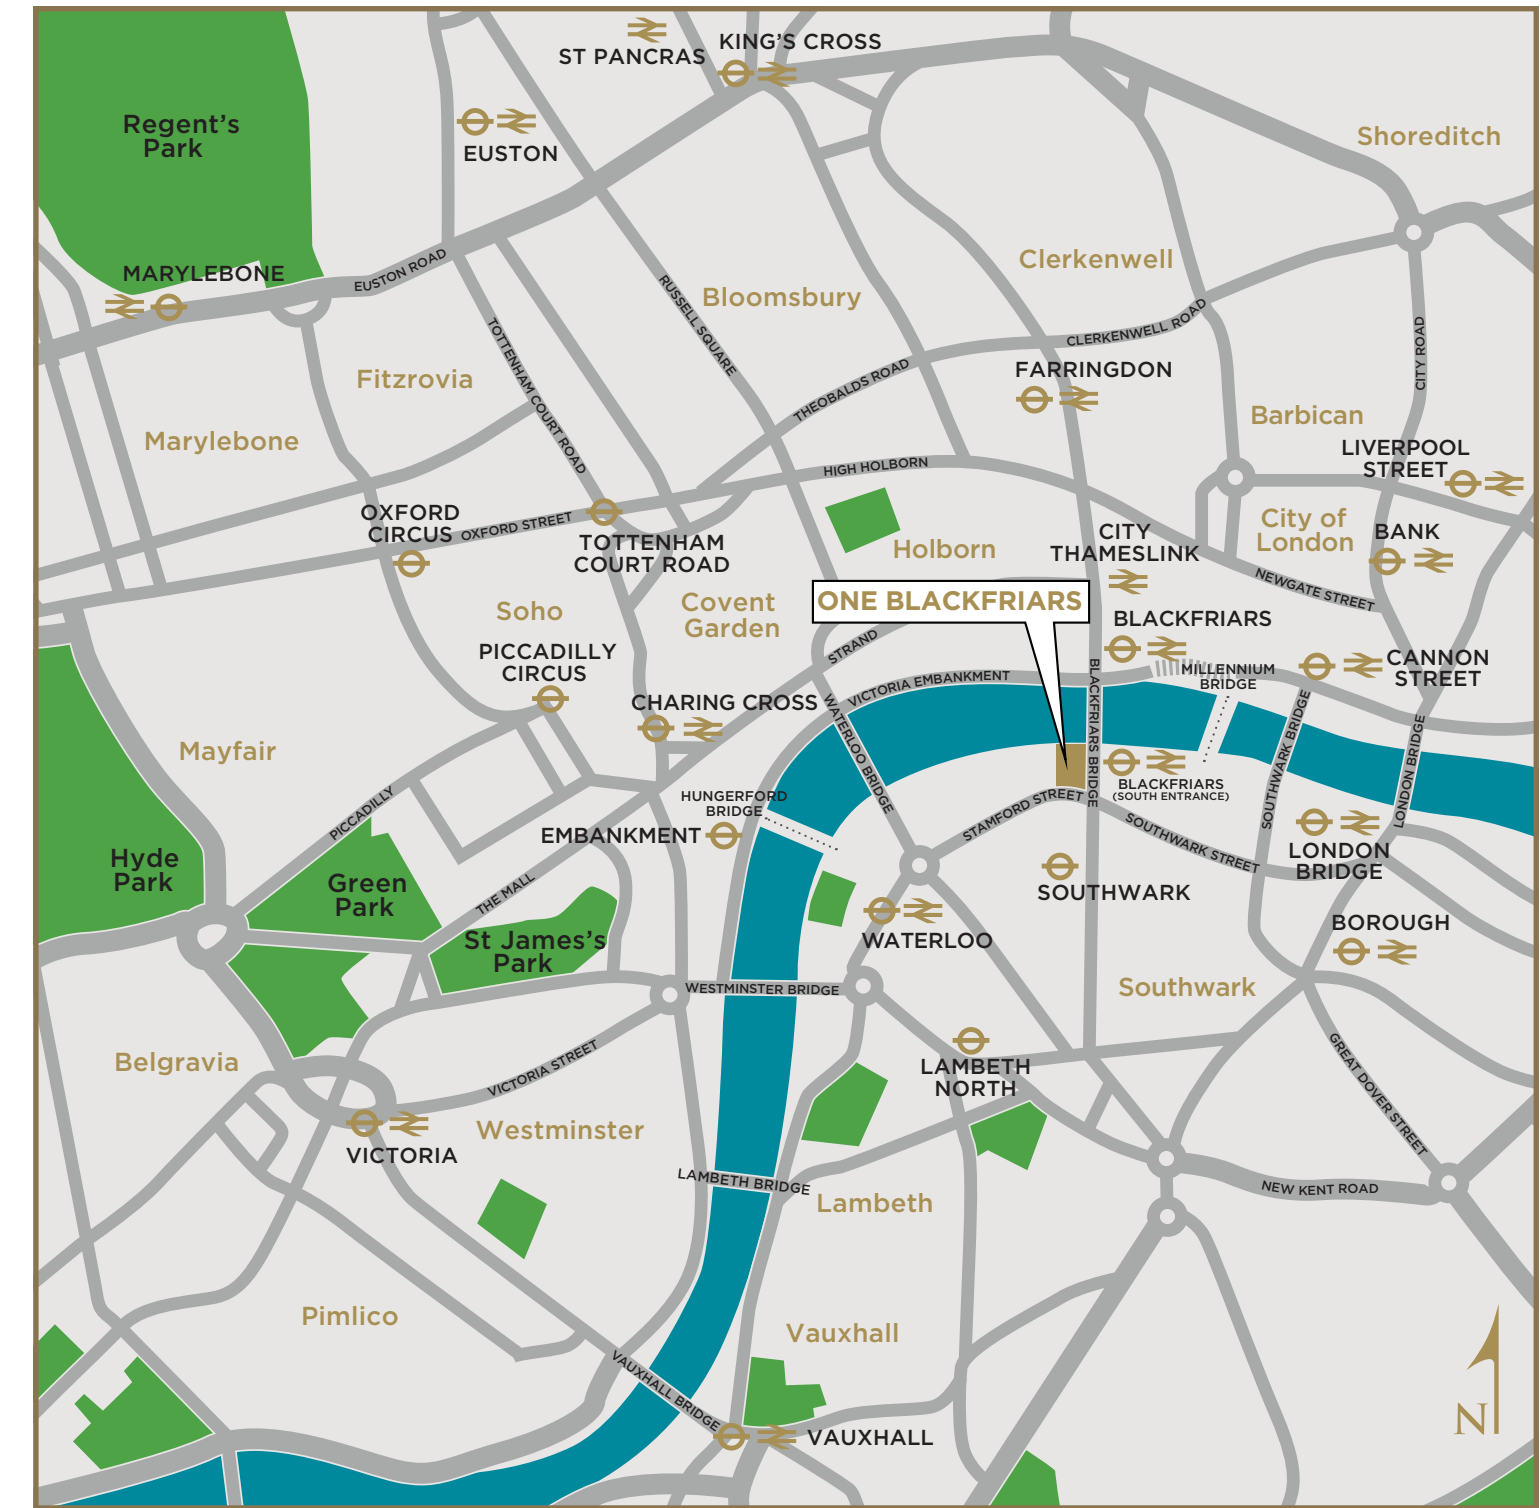 ST PANCRAS
KING'S CROSS
Regent's
Park
EUSTON
Shoreditch
MARYLEBONE
EUSTON ROAD
Clerkenwell
Bloomsbury
RUSSELL SQUARE
TOTTENHAM COURT ROAD
CLERKENWELL ROAD
CITY ROAD
Fitzrovia
THEOBALDS ROAD
FARRINGDON
Marylebone
Barbican
LIVERPOOL
STREET
HIGH HOLBORN
OXFORD
CIRCUS
OXFORD STREET
TOTTENHAM
COURT ROAD
Holborn
CITY
THAMESLINK
City of
London
BANK
NEWGATE STREET
Soho
Covent
Garden
ONE BLACKFRIARS
BLACKFRIARS
STRAND
PICCADILLY
CIRCUS
VICTORIA EMBANKMENT
BLACKFRIARS BRIDGE
MILLENNIUM
BRIDGE
CANNON
STREET
CHARING CROSS
WATERLOO BRIDGE
Mayfair
SOUTHWARK BRIDGE
LONDON BRIDGE
BLACKFRIARS
(SOUTH ENTRANCE)
HUNGERFORD
BRIDGE
PICCADILLY
EMBANKMENT
STAMFORD STREET
SOUTHWARK STREET
LONDON
BRIDGE
Hyde
Park
Green
Park
THE MALL
SOUTHWARK
St James's
Park
WATERLOO
BOROUGH
WESTMINSTER BRIDGE
Southwark
Belgravia
VICTORIA STREET
LAMBETH
NORTH
GREAT DOVER STREET
VICTORIA
Westminster
LAMBETH BRIDGE
Lambeth
NEW KENT ROAD
Pimlico
Vauxhall
VAUXHALL BRIDGE
VAUXHALL
N